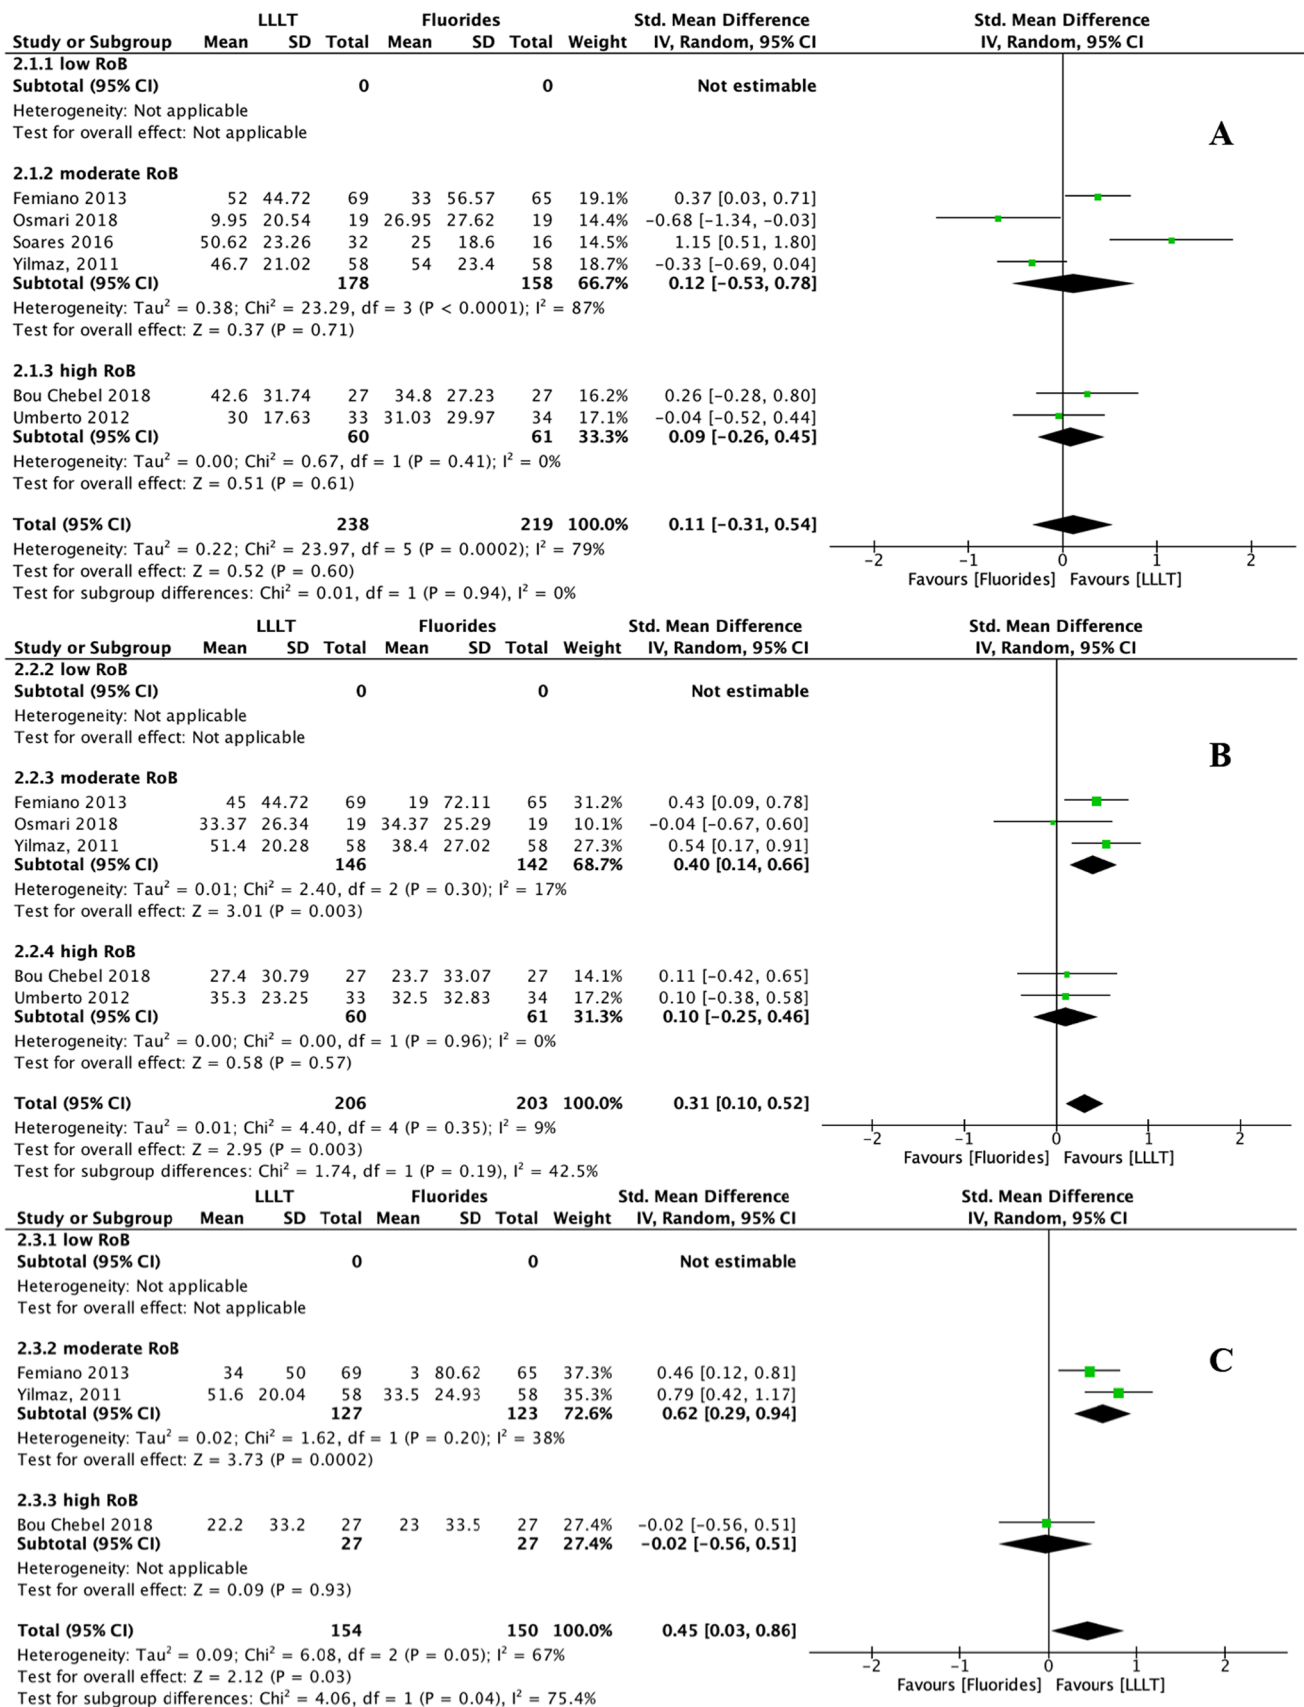 LLLT Fluorides Std. Mean Difference Std. Mean Difference
Study or Subgroup Mean SD Total Mean SD Total Weight IV, Random, 95% CI IV, Random, 95% CI
2.1.1 low RoB
Subtotal (95% CI) 0 0 Not estimable
Heterogeneity: Not applicable
Test for overall effect: Not applicable
A
2.1.2 moderate RoB
Femiano 2013 52 44.72 69 33 56.57 65 19.1% 0.37 [0.03, 0.71]
Osmari 2018 9.95 20.54 19 26.95 27.62 19 14.4% −0.68 [−1.34, −0.03]
Soares 2016 50.62 23.26 32 25 18.6 16 14.5% 1.15 [0.51, 1.80]
Yilmaz, 2011 46.7 21.02 58 54 23.4 58 18.7% −0.33 [−0.69, 0.04]
Subtotal (95% CI) 178 158 66.7% 0.12 [−0.53, 0.78]
Heterogeneity: Tau² = 0.38; Chi² = 23.29, df = 3 (P < 0.0001); I² = 87%
Test for overall effect: Z = 0.37 (P = 0.71)
2.1.3 high RoB
Bou Chebel 2018 42.6 31.74 27 34.8 27.23 27 16.2% 0.26 [−0.28, 0.80]
Umberto 2012 30 17.63 33 31.03 29.97 34 17.1% −0.04 [−0.52, 0.44]
Subtotal (95% CI) 60 61 33.3% 0.09 [−0.26, 0.45]
Heterogeneity: Tau² = 0.00; Chi² = 0.67, df = 1 (P = 0.41); I² = 0%
Test for overall effect: Z = 0.51 (P = 0.61)
Total (95% CI) 238 219 100.0% 0.11 [−0.31, 0.54]
Heterogeneity: Tau² = 0.22; Chi² = 23.97, df = 5 (P = 0.0002); I² = 79%
Test for overall effect: Z = 0.52 (P = 0.60)
Test for subgroup differences: Chi² = 0.01, df = 1 (P = 0.94), I² = 0%
−2 −1 0 1 2
Favours [Fluorides] Favours [LLLT]
LLLT Fluorides Std. Mean Difference Std. Mean Difference
Study or Subgroup Mean SD Total Mean SD Total Weight IV, Random, 95% CI IV, Random, 95% CI
2.2.2 low RoB
Subtotal (95% CI) 0 0 Not estimable
Heterogeneity: Not applicable
Test for overall effect: Not applicable
B
2.2.3 moderate RoB
Femiano 2013 45 44.72 69 19 72.11 65 31.2% 0.43 [0.09, 0.78]
Osmari 2018 33.37 26.34 19 34.37 25.29 19 10.1% −0.04 [−0.67, 0.60]
Yilmaz, 2011 51.4 20.28 58 38.4 27.02 58 27.3% 0.54 [0.17, 0.91]
Subtotal (95% CI) 146 142 68.7% 0.40 [0.14, 0.66]
Heterogeneity: Tau² = 0.01; Chi² = 2.40, df = 2 (P = 0.30); I² = 17%
Test for overall effect: Z = 3.01 (P = 0.003)
2.2.4 high RoB
Bou Chebel 2018 27.4 30.79 27 23.7 33.07 27 14.1% 0.11 [−0.42, 0.65]
Umberto 2012 35.3 23.25 33 32.5 32.83 34 17.2% 0.10 [−0.38, 0.58]
Subtotal (95% CI) 60 61 31.3% 0.10 [−0.25, 0.46]
Heterogeneity: Tau² = 0.00; Chi² = 0.00, df = 1 (P = 0.96); I² = 0%
Test for overall effect: Z = 0.58 (P = 0.57)
Total (95% CI) 206 203 100.0% 0.31 [0.10, 0.52]
Heterogeneity: Tau² = 0.01; Chi² = 4.40, df = 4 (P = 0.35); I² = 9%
Test for overall effect: Z = 2.95 (P = 0.003)
Test for subgroup differences: Chi² = 1.74, df = 1 (P = 0.19), I² = 42.5%
−2 −1 0 1 2
Favours [Fluorides] Favours [LLLT]
LLLT Fluorides Std. Mean Difference Std. Mean Difference
Study or Subgroup Mean SD Total Mean SD Total Weight IV, Random, 95% CI IV, Random, 95% CI
2.3.1 low RoB
Subtotal (95% CI) 0 0 Not estimable
Heterogeneity: Not applicable
Test for overall effect: Not applicable
2.3.2 moderate RoB
C
Femiano 2013 34 50 69 3 80.62 65 37.3% 0.46 [0.12, 0.81]
Yilmaz, 2011 51.6 20.04 58 33.5 24.93 58 35.3% 0.79 [0.42, 1.17]
Subtotal (95% CI) 127 123 72.6% 0.62 [0.29, 0.94]
Heterogeneity: Tau² = 0.02; Chi² = 1.62, df = 1 (P = 0.20); I² = 38%
Test for overall effect: Z = 3.73 (P = 0.0002)
2.3.3 high RoB
Bou Chebel 2018 22.2 33.2 27 23 33.5 27 27.4% −0.02 [−0.56, 0.51]
Subtotal (95% CI) 27 27 27.4% −0.02 [−0.56, 0.51]
Heterogeneity: Not applicable
Test for overall effect: Z = 0.09 (P = 0.93)
Total (95% CI) 154 150 100.0% 0.45 [0.03, 0.86]
Heterogeneity: Tau² = 0.09; Chi² = 6.08, df = 2 (P = 0.05); I² = 67%
Test for overall effect: Z = 2.12 (P = 0.03)
Test for subgroup differences: Chi² = 4.06, df = 1 (P = 0.04), I² = 75.4%
−2 −1 0 1 2
Favours [Fluorides] Favours [LLLT]